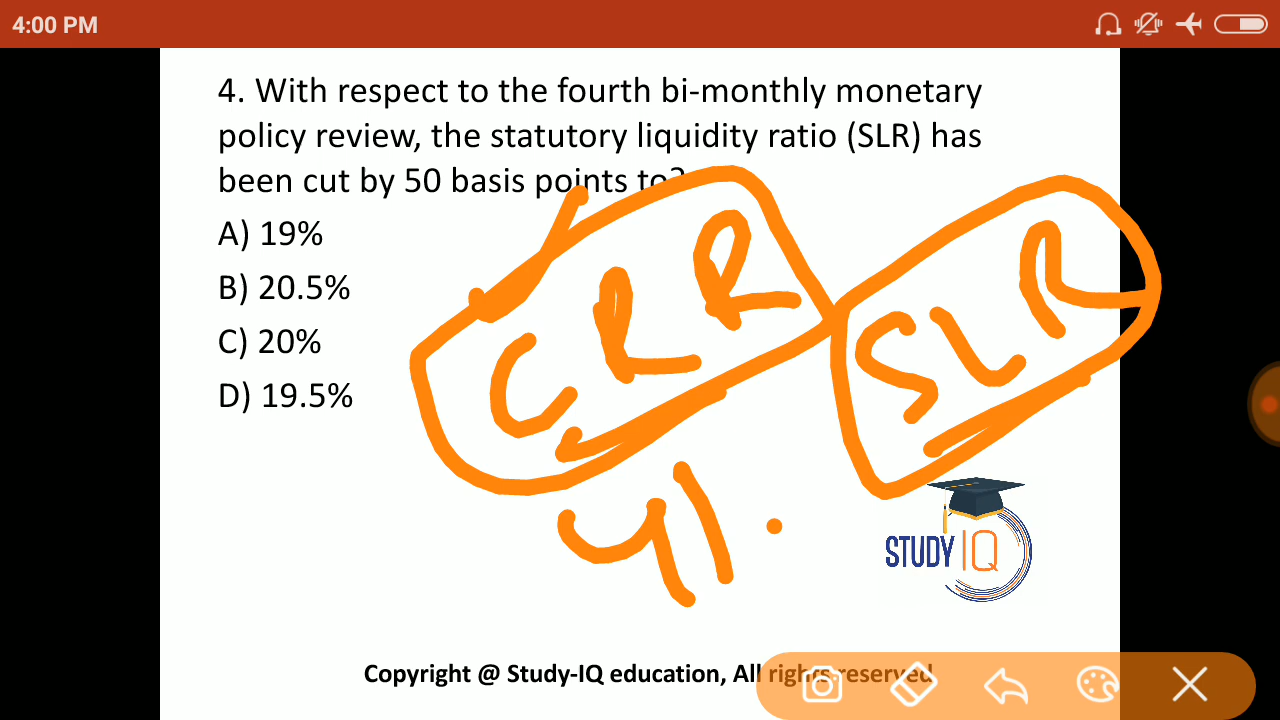 4:00 PM
4. With respect to the fourth bi-monthly monetary
policy review, the statutory liquidity ratio (SLR) has
been cut by 50 basis points to?
A) 19%
B) 20.5%
C) 20%
D) 19.5%
CRR
SLR
STUDY IQ
Copyright @ Study-IQ education, All rights reserved